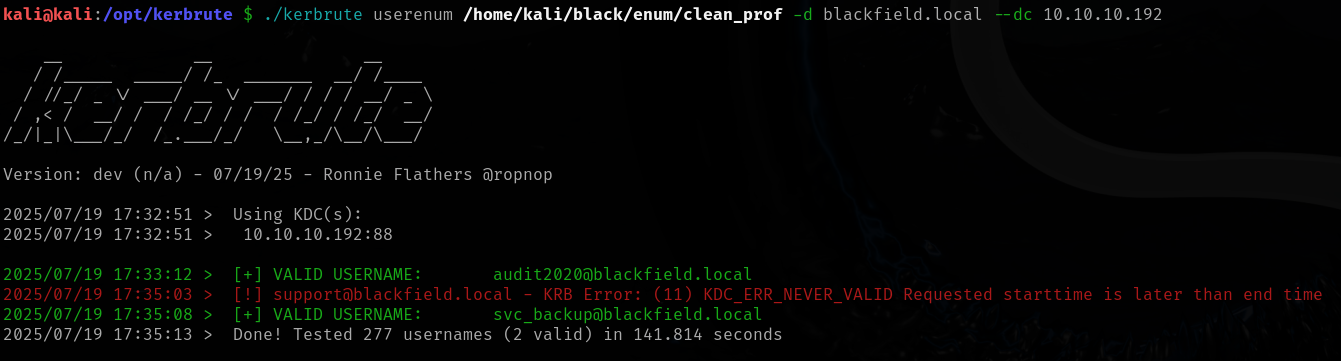 kali@kali:/opt/kerbrute $ ./kerbrute userenum /home/kali/black/enum/clean_prof -d blackfield.local --dc 10.10.10.192
    __             __               __
   / /_____  _____/ /_  _______  __/ /____
  / //_/ _ \/ ___/ __ \/ ___/ / / / __/ _ \
 / ,< /  __/ /  / /_/ / /  / /_/ / /_/  __/
/_/|_|\___/_/  /_.___/_/   \__,_/\__/\___/
Version: dev (n/a) - 07/19/25 - Ronnie Flathers @ropnop
2025/07/19 17:32:51 >  Using KDC(s):
2025/07/19 17:32:51 >   10.10.10.192:88
2025/07/19 17:33:12 >  [+] VALID USERNAME:       audit2020@blackfield.local
2025/07/19 17:35:03 >  [!] support@blackfield.local - KRB Error: (11) KDC_ERR_NEVER_VALID Requested starttime is later than end time
2025/07/19 17:35:08 >  [+] VALID USERNAME:       svc_backup@blackfield.local
2025/07/19 17:35:13 >  Done! Tested 277 usernames (2 valid) in 141.814 seconds